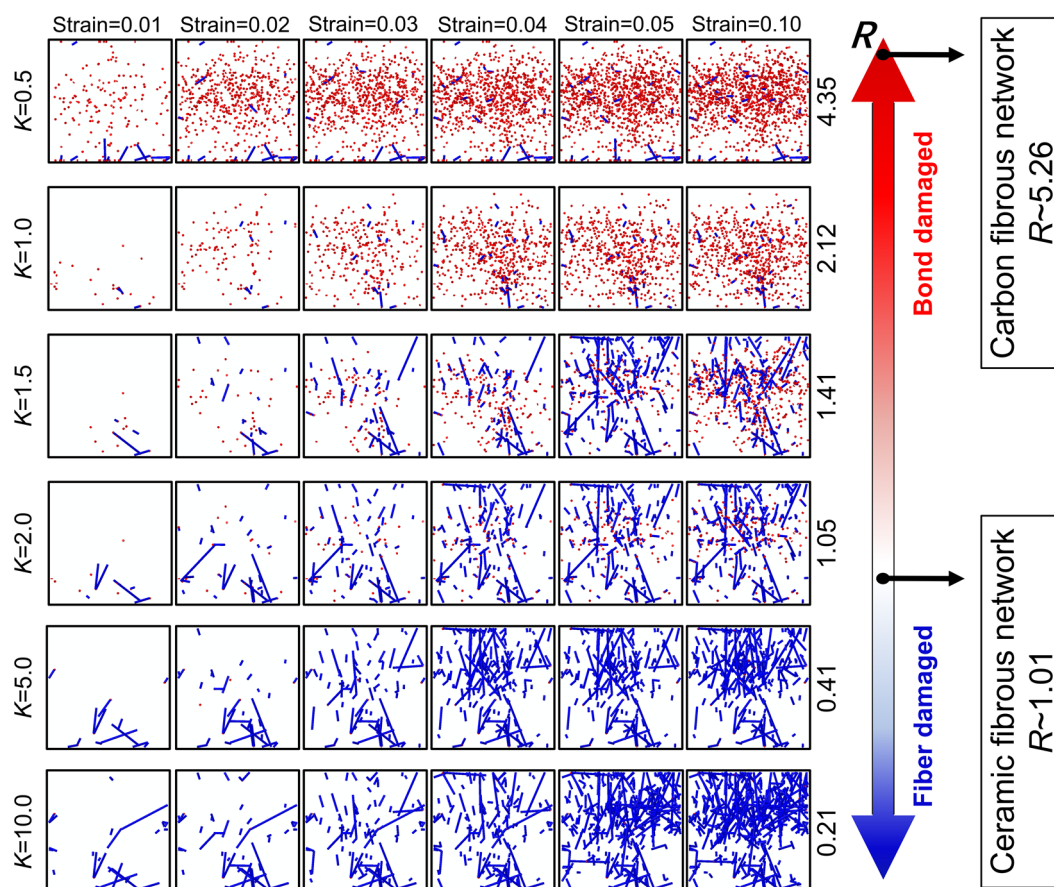 Strain=0.01 Strain=0.02 Strain=0.03 Strain=0.04 Strain=0.05 Strain=0.10
K=0.5
4.35
K=1.0
2.12
K=1.5
1.41
K=2.0
1.05
K=5.0
0.41
K=10.0
0.21
R
Bond damaged
Fiber damaged
Carbon fibrous network
R~5.26
Ceramic fibrous network
R~1.01